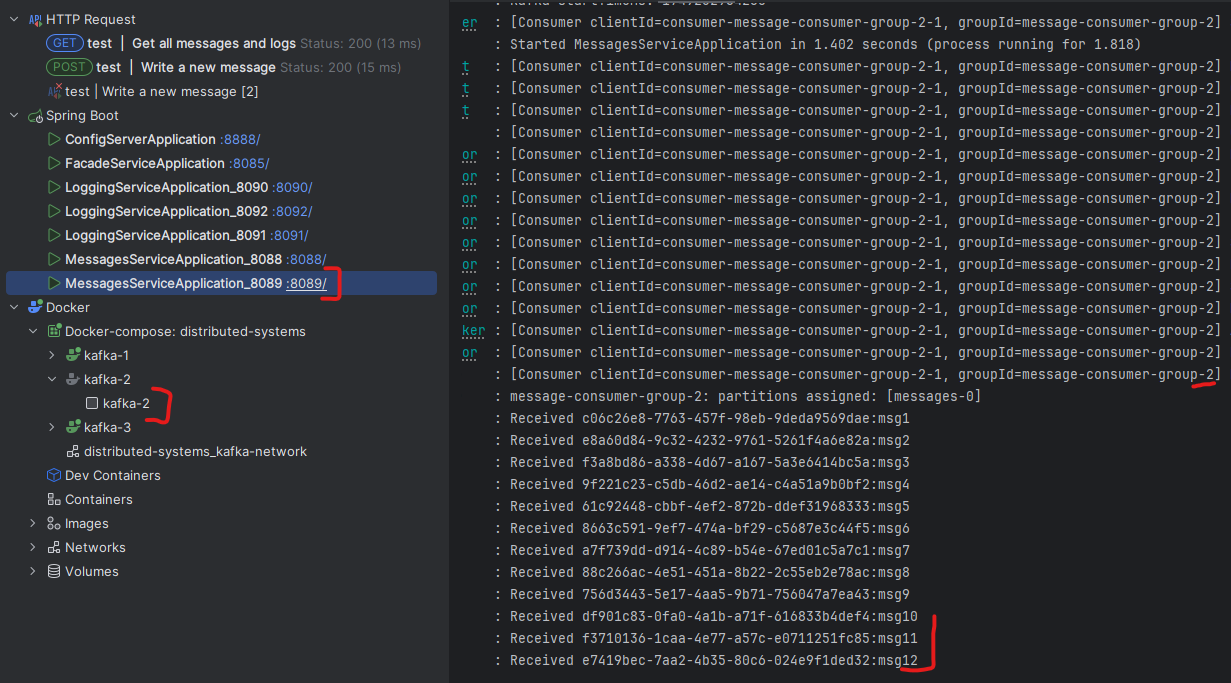 HTTP Request
GET test | Get all messages and logs Status: 200 (13 ms)
POST test | Write a new message Status: 200 (15 ms)
test | Write a new message [2]
Spring Boot
ConfigServerApplication :8888/
FacadeServiceApplication :8085/
LoggingServiceApplication_8090 :8090/
LoggingServiceApplication_8092 :8092/
LoggingServiceApplication_8091 :8091/
MessagesServiceApplication_8088 :8088/
MessagesServiceApplication_8089 :8089/
Docker
Docker-compose: distributed-systems
kafka-1
kafka-2
kafka-2
kafka-3
distributed-systems_kafka-network
Dev Containers
Containers
Images
Networks
Volumes
er : [Consumer clientId=consumer-message-consumer-group-2-1, groupId=message-consumer-group-2]
: Started MessagesServiceApplication in 1.402 seconds (process running for 1.818)
t : [Consumer clientId=consumer-message-consumer-group-2-1, groupId=message-consumer-group-2]
t : [Consumer clientId=consumer-message-consumer-group-2-1, groupId=message-consumer-group-2]
t : [Consumer clientId=consumer-message-consumer-group-2-1, groupId=message-consumer-group-2]
: [Consumer clientId=consumer-message-consumer-group-2-1, groupId=message-consumer-group-2]
or : [Consumer clientId=consumer-message-consumer-group-2-1, groupId=message-consumer-group-2]
or : [Consumer clientId=consumer-message-consumer-group-2-1, groupId=message-consumer-group-2]
or : [Consumer clientId=consumer-message-consumer-group-2-1, groupId=message-consumer-group-2]
or : [Consumer clientId=consumer-message-consumer-group-2-1, groupId=message-consumer-group-2]
or : [Consumer clientId=consumer-message-consumer-group-2-1, groupId=message-consumer-group-2]
or : [Consumer clientId=consumer-message-consumer-group-2-1, groupId=message-consumer-group-2]
or : [Consumer clientId=consumer-message-consumer-group-2-1, groupId=message-consumer-group-2]
or : [Consumer clientId=consumer-message-consumer-group-2-1, groupId=message-consumer-group-2]
ker : [Consumer clientId=consumer-message-consumer-group-2-1, groupId=message-consumer-group-2]
or : [Consumer clientId=consumer-message-consumer-group-2-1, groupId=message-consumer-group-2]
: [Consumer clientId=consumer-message-consumer-group-2-1, groupId=message-consumer-group-2]
: message-consumer-group-2: partitions assigned: [messages-0]
: Received c06c26e8-7763-457f-98eb-9deda9569dae:msg1
: Received e8a60d84-9c32-4232-9761-5261f4a6e82a:msg2
: Received f3a8bd86-a338-4d67-a167-5a3e6414bc5a:msg3
: Received 9f221c23-c5db-46d2-ae14-c4a51a9b0bf2:msg4
: Received 61c92448-cbbf-4ef2-872b-ddef31968333:msg5
: Received 8663c591-9ef7-474a-bf29-c5687e3c44f5:msg6
: Received a7f739dd-d914-4c89-b54e-67ed01c5a7c1:msg7
: Received 88c266ac-4e51-451a-8b22-2c55eb2e78ac:msg8
: Received 756d3443-5e17-4aa5-9b71-756047a7ea43:msg9
: Received df901c83-0fa0-4a1b-a71f-616833b4def4:msg10
: Received f3710136-1caa-4e77-a57c-e0711251fc85:msg11
: Received e7419bec-7aa2-4b35-80c6-024e9f1ded32:msg12